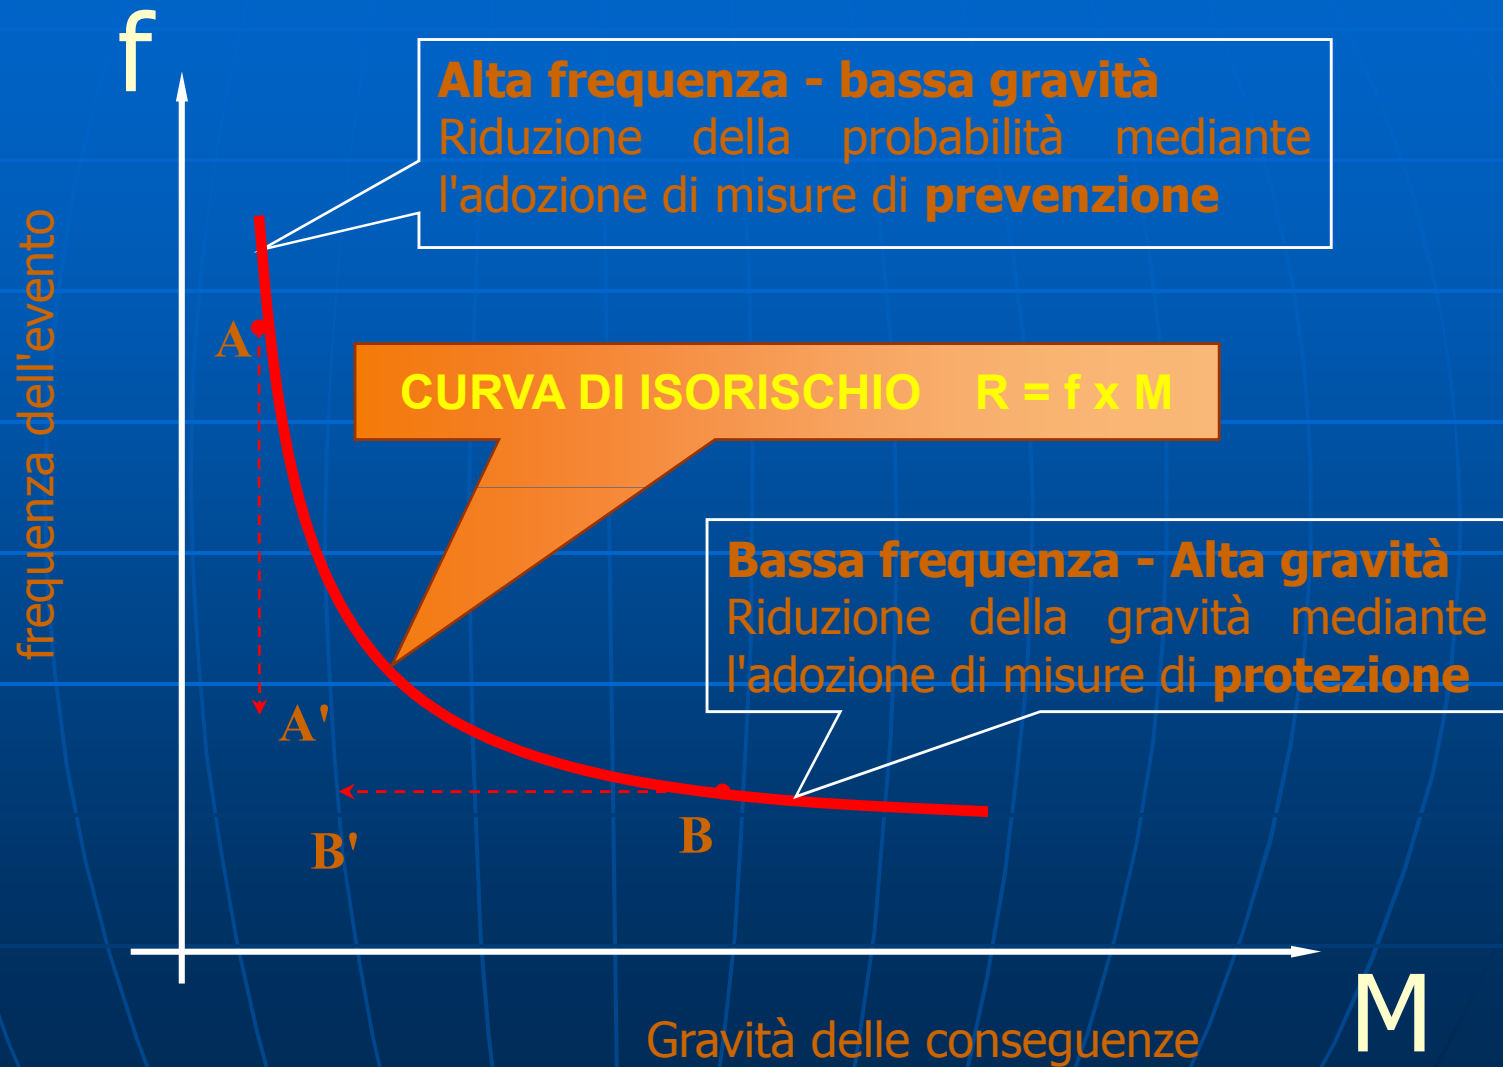 f
Alta frequenza - bassa gravità
Riduzione della probabilità mediante
l'adozione di misure di prevenzione
frequenza dell'evento
A
CURVA DI ISORISCHIO R = f x M
Bassa frequenza - Alta gravità
Riduzione della gravità mediante
l'adozione di misure di protezione
A'
B'
B
M
Gravità delle conseguenze